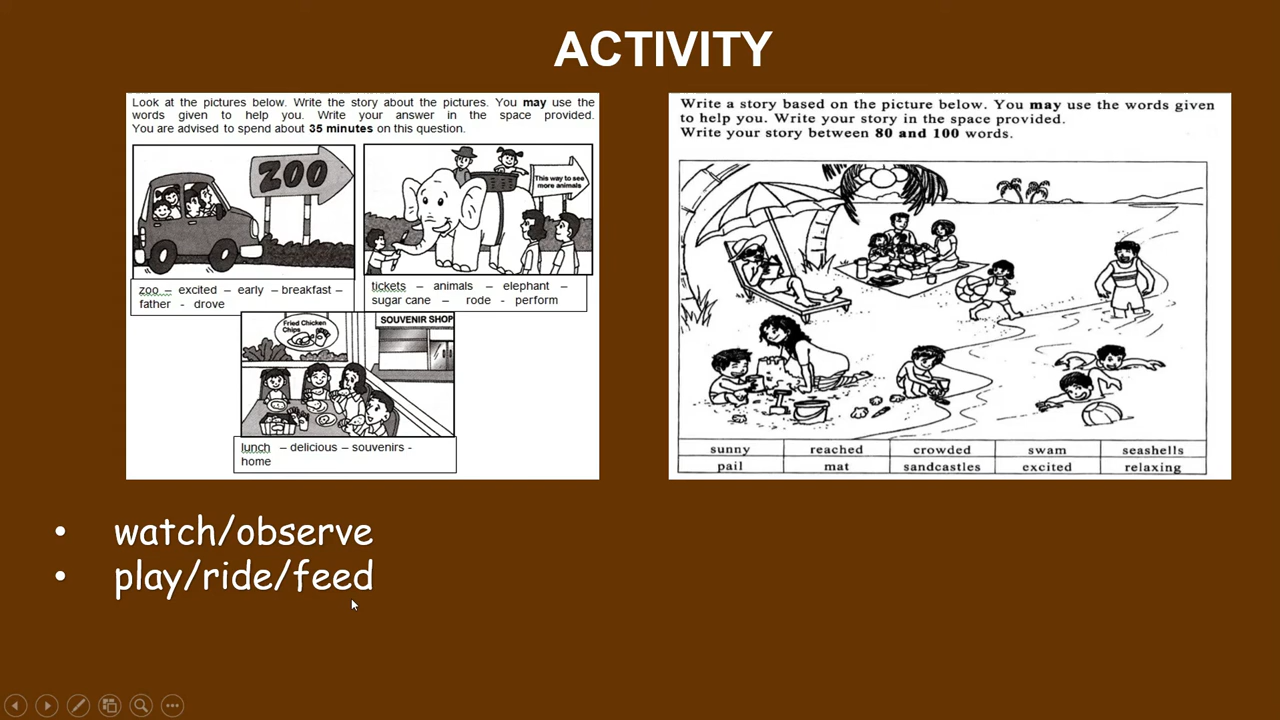 ACTIVITY
Look at the pictures below. Write the story about the pictures. You may use the
words given to help you. Write your answer in the space provided.
You are advised to spend about 35 minutes on this question.
ZOO
This way to see
more animals
zoo – excited – early – breakfast –
father - drove
tickets – animals – elephant –
sugar cane – rode - perform
Fried Chicken
Chips
SOUVENIR SHOP
lunch – delicious – souvenirs -
home
Write a story based on the picture below. You may use the words given
to help you. Write your story in the space provided.
Write your story between 80 and 100 words.
sunny reached crowded swam seashells
pail mat sandcastles excited relaxing
• watch/observe
• play/ride/feed